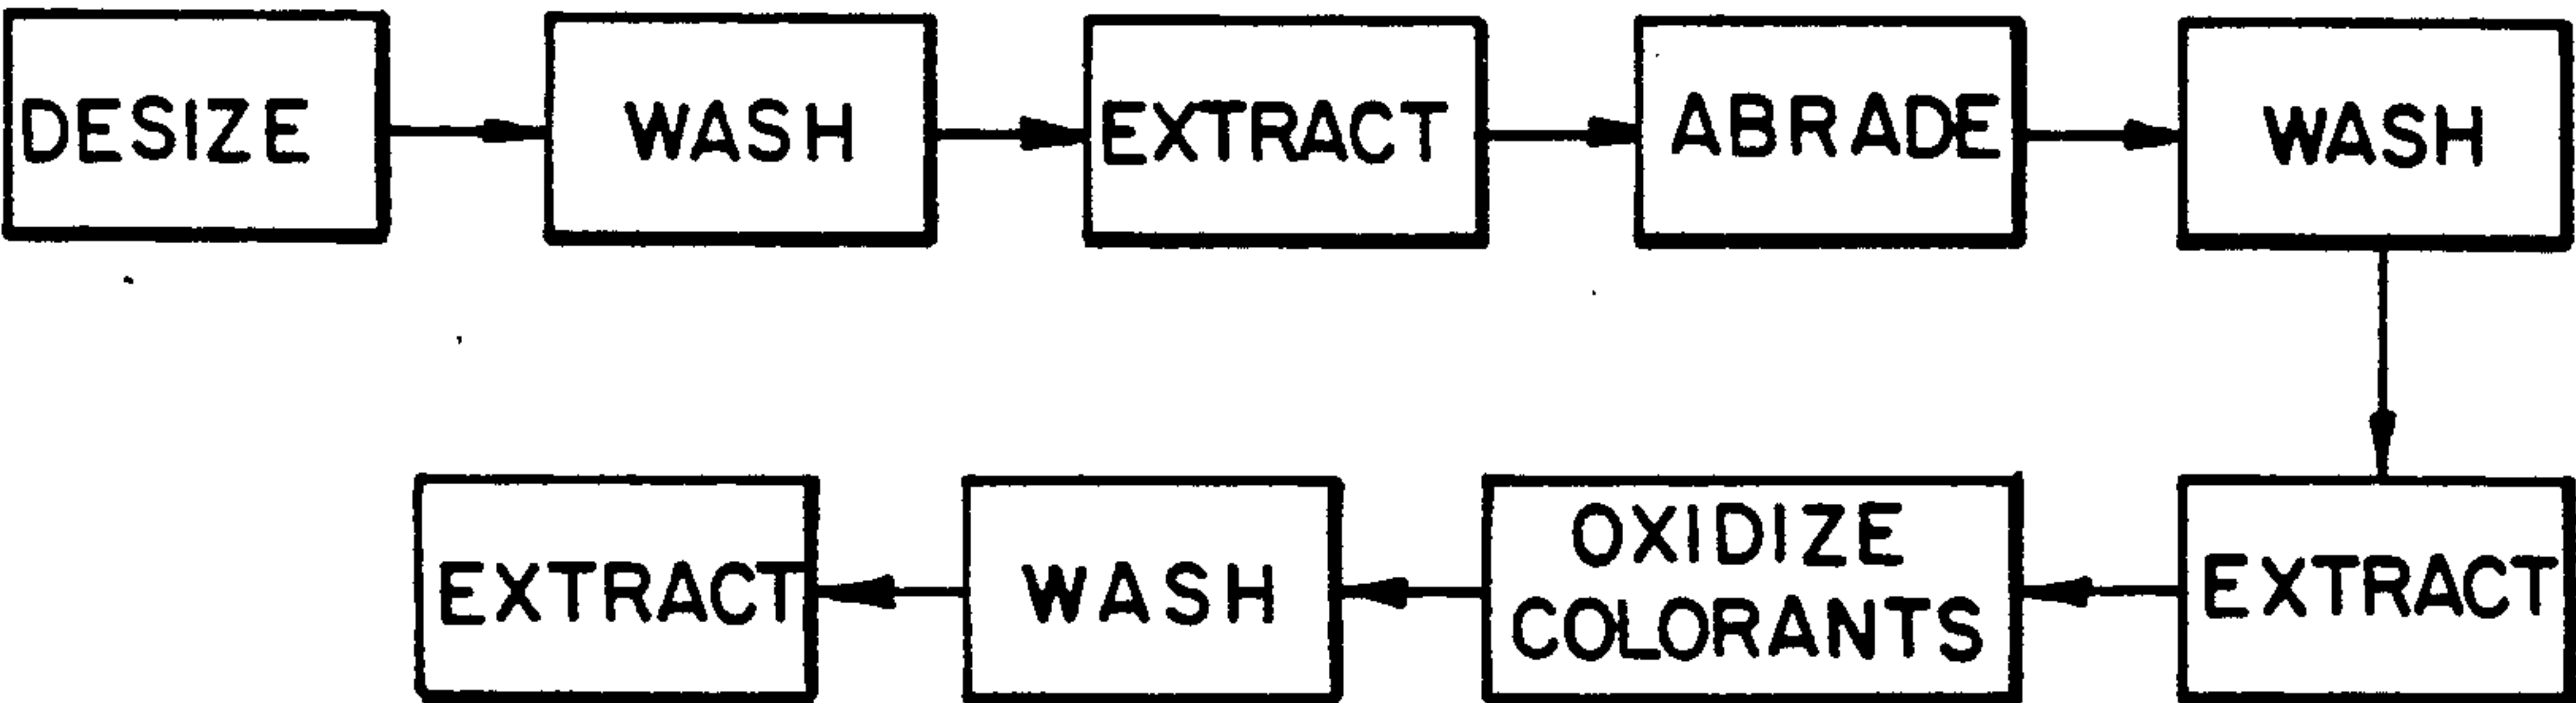 DESIZE
WASH
EXTRACT
ABRADE
WASH
EXTRACT
OXIDIZE
COLORANTS
WASH
EXTRACT